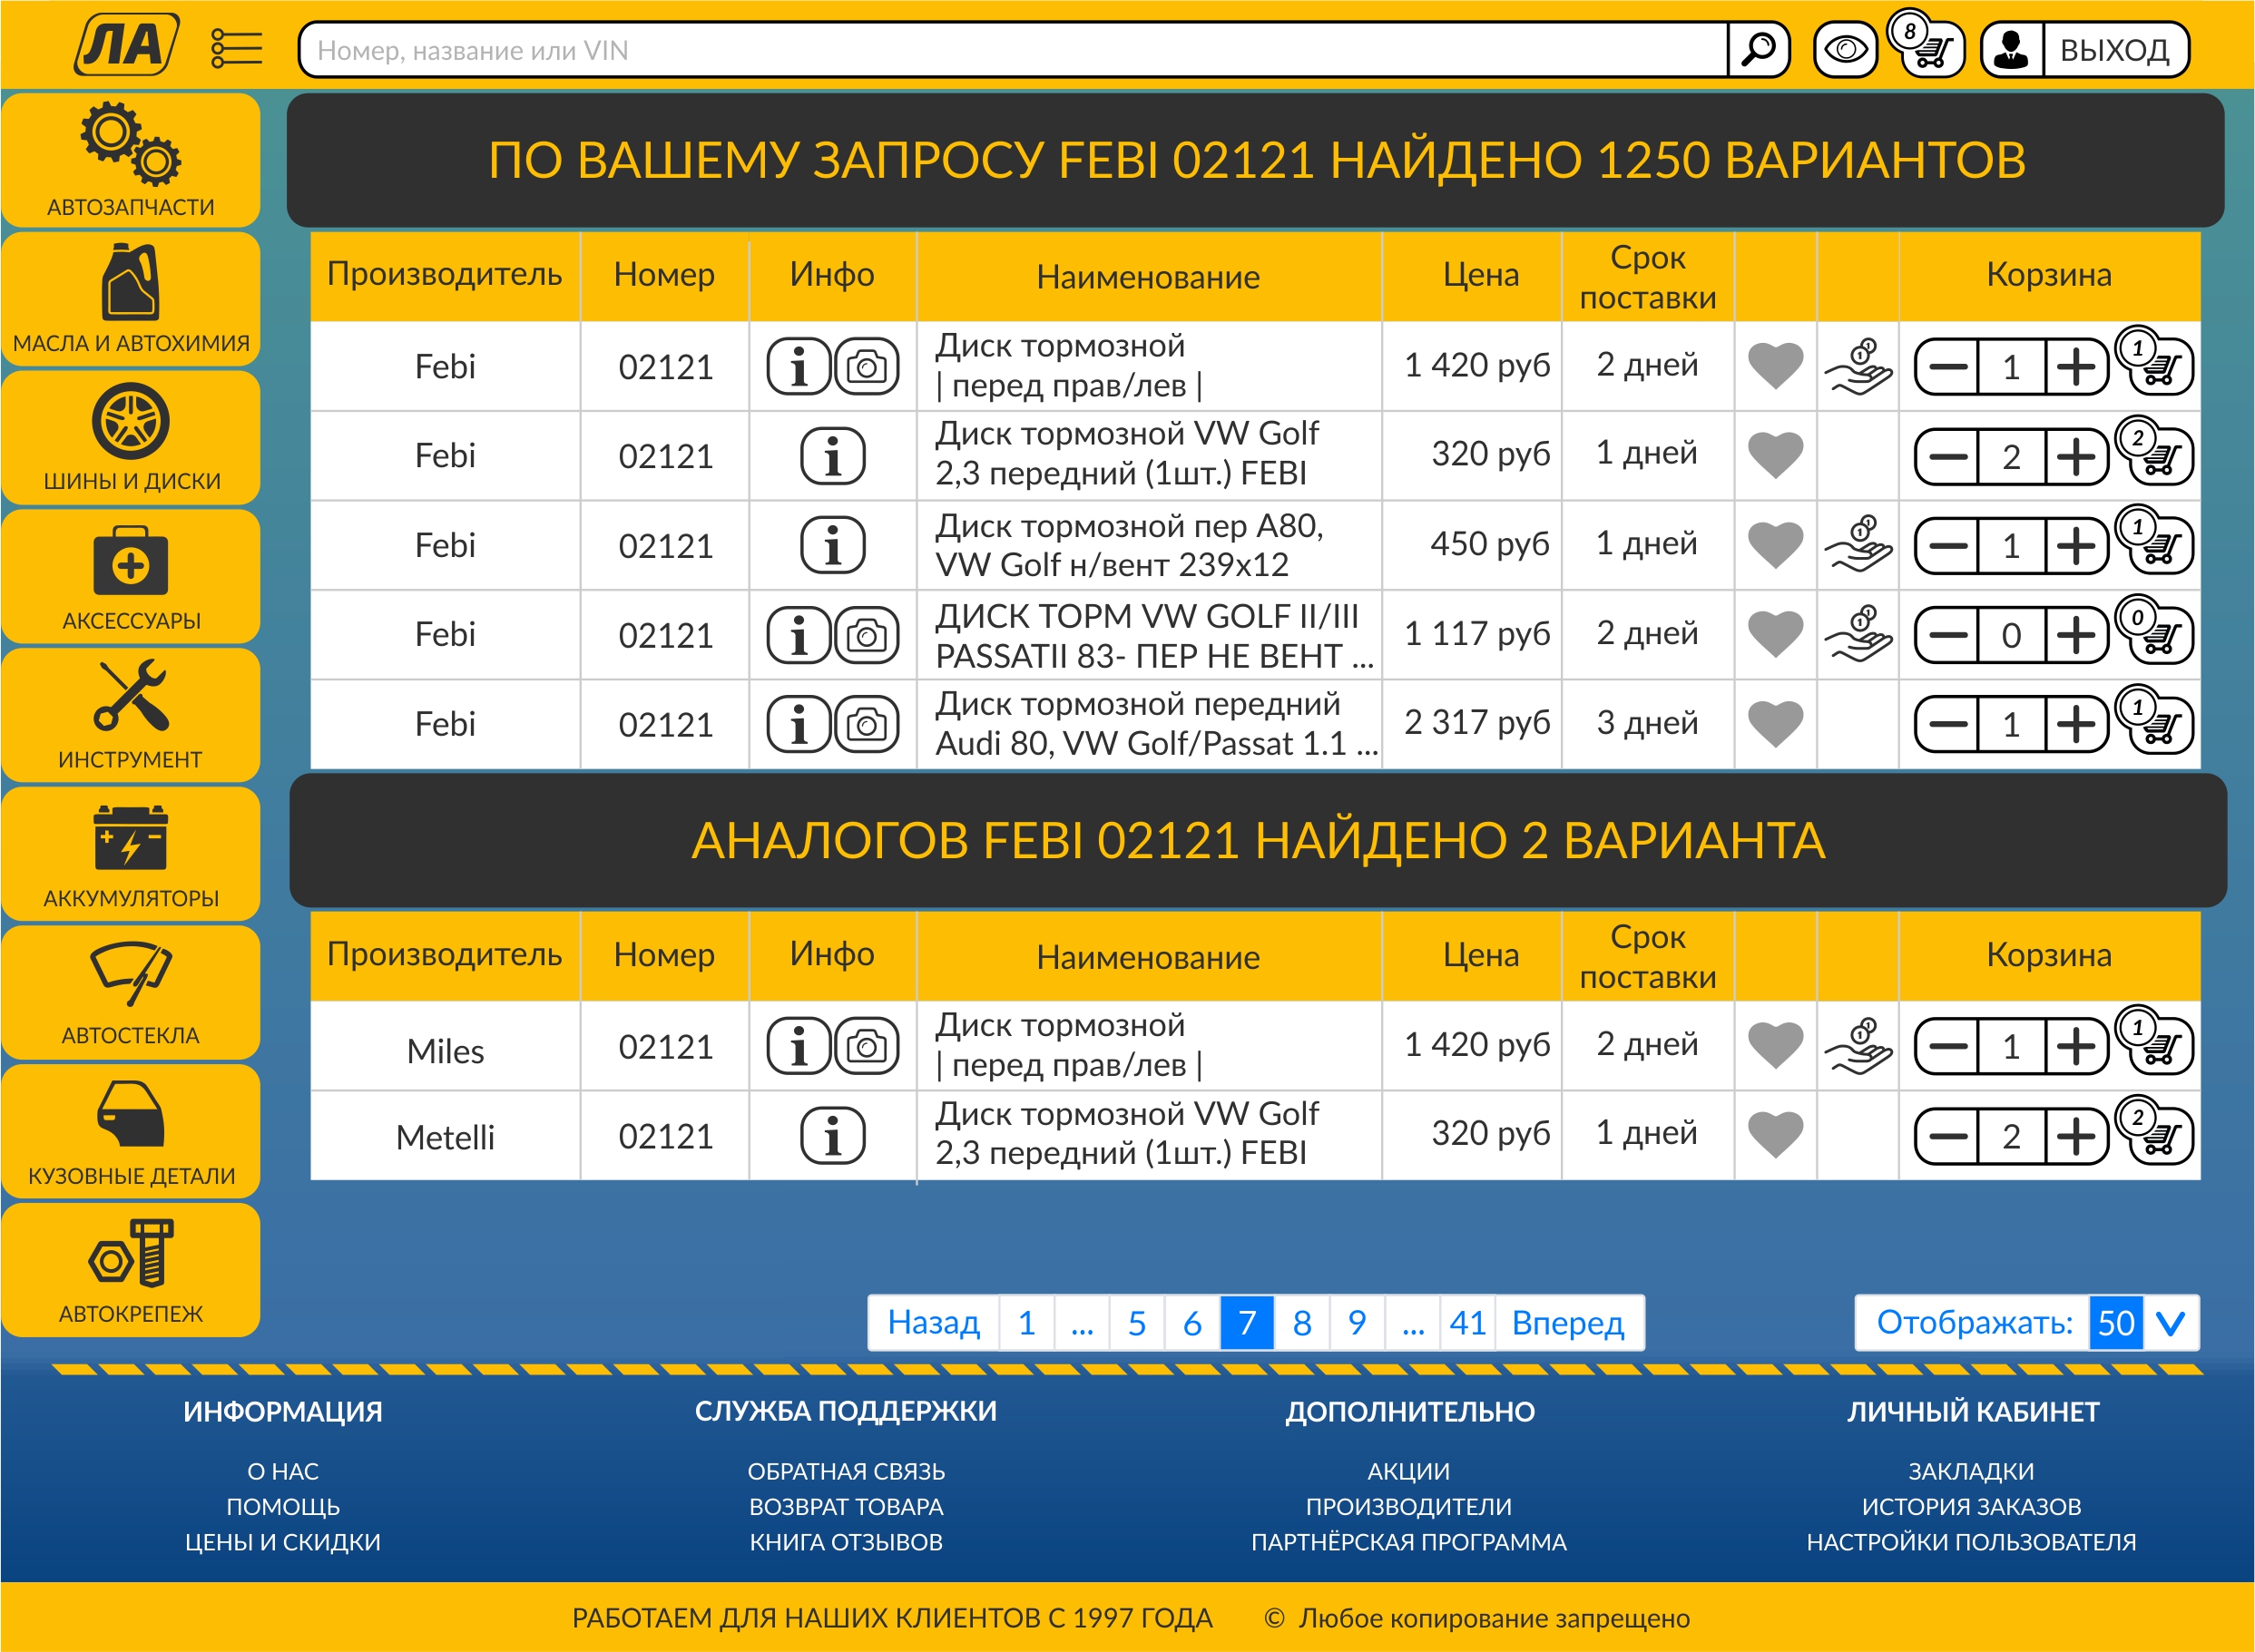 ЛА
Номер, название или VIN
8
ВЫХОД
АВТОЗАПЧАСТИ
МАСЛА И АВТОХИМИЯ
ШИНЫ И ДИСКИ
АКСЕССУАРЫ
ИНСТРУМЕНТ
АККУМУЛЯТОРЫ
АВТОСТЕКЛА
КУЗОВНЫЕ ДЕТАЛИ
АВТОКРЕПЕЖ
ПО ВАШЕМУ ЗАПРОСУ FEBI 02121 НАЙДЕНО 1250 ВАРИАНТОВ
Производитель Номер Инфо Наименование Цена Срок поставки Корзина
Febi 02121 i Диск тормозной
| перед прав/лев | 1 420 руб 2 дней 1 1
Febi 02121 i Диск тормозной VW Golf
2,3 передний (1шт.) FEBI 320 руб 1 дней 2 2
Febi 02121 i Диск тормозной пер А80,
VW Golf н/вент 239x12 450 руб 1 дней 1 1
Febi 02121 i ДИСК ТОРМ VW GOLF II/III
PASSATII 83- ПЕР НЕ ВЕНТ ... 1 117 руб 2 дней 0 0
Febi 02121 i Диск тормозной передний
Audi 80, VW Golf/Passat 1.1 ... 2 317 руб 3 дней 1 1
АНАЛОГОВ FEBI 02121 НАЙДЕНО 2 ВАРИАНТА
Производитель Номер Инфо Наименование Цена Срок поставки Корзина
Miles 02121 i Диск тормозной
| перед прав/лев | 1 420 руб 2 дней 1 1
Metelli 02121 i Диск тормозной VW Golf
2,3 передний (1шт.) FEBI 320 руб 1 дней 2 2
Назад 1 ... 5 6 7 8 9 ... 41 Вперед
Отображать: 50
ИНФОРМАЦИЯ
О НАС
ПОМОЩЬ
ЦЕНЫ И СКИДКИ
СЛУЖБА ПОДДЕРЖКИ
ОБРАТНАЯ СВЯЗЬ
ВОЗВРАТ ТОВАРА
КНИГА ОТЗЫВОВ
ДОПОЛНИТЕЛЬНО
АКЦИИ
ПРОИЗВОДИТЕЛИ
ПАРТНЁРСКАЯ ПРОГРАММА
ЛИЧНЫЙ КАБИНЕТ
ЗАКЛАДКИ
ИСТОРИЯ ЗАКАЗОВ
НАСТРОЙКИ ПОЛЬЗОВАТЕЛЯ
РАБОТАЕМ ДЛЯ НАШИХ КЛИЕНТОВ С 1997 ГОДА © Любое копирование запрещено